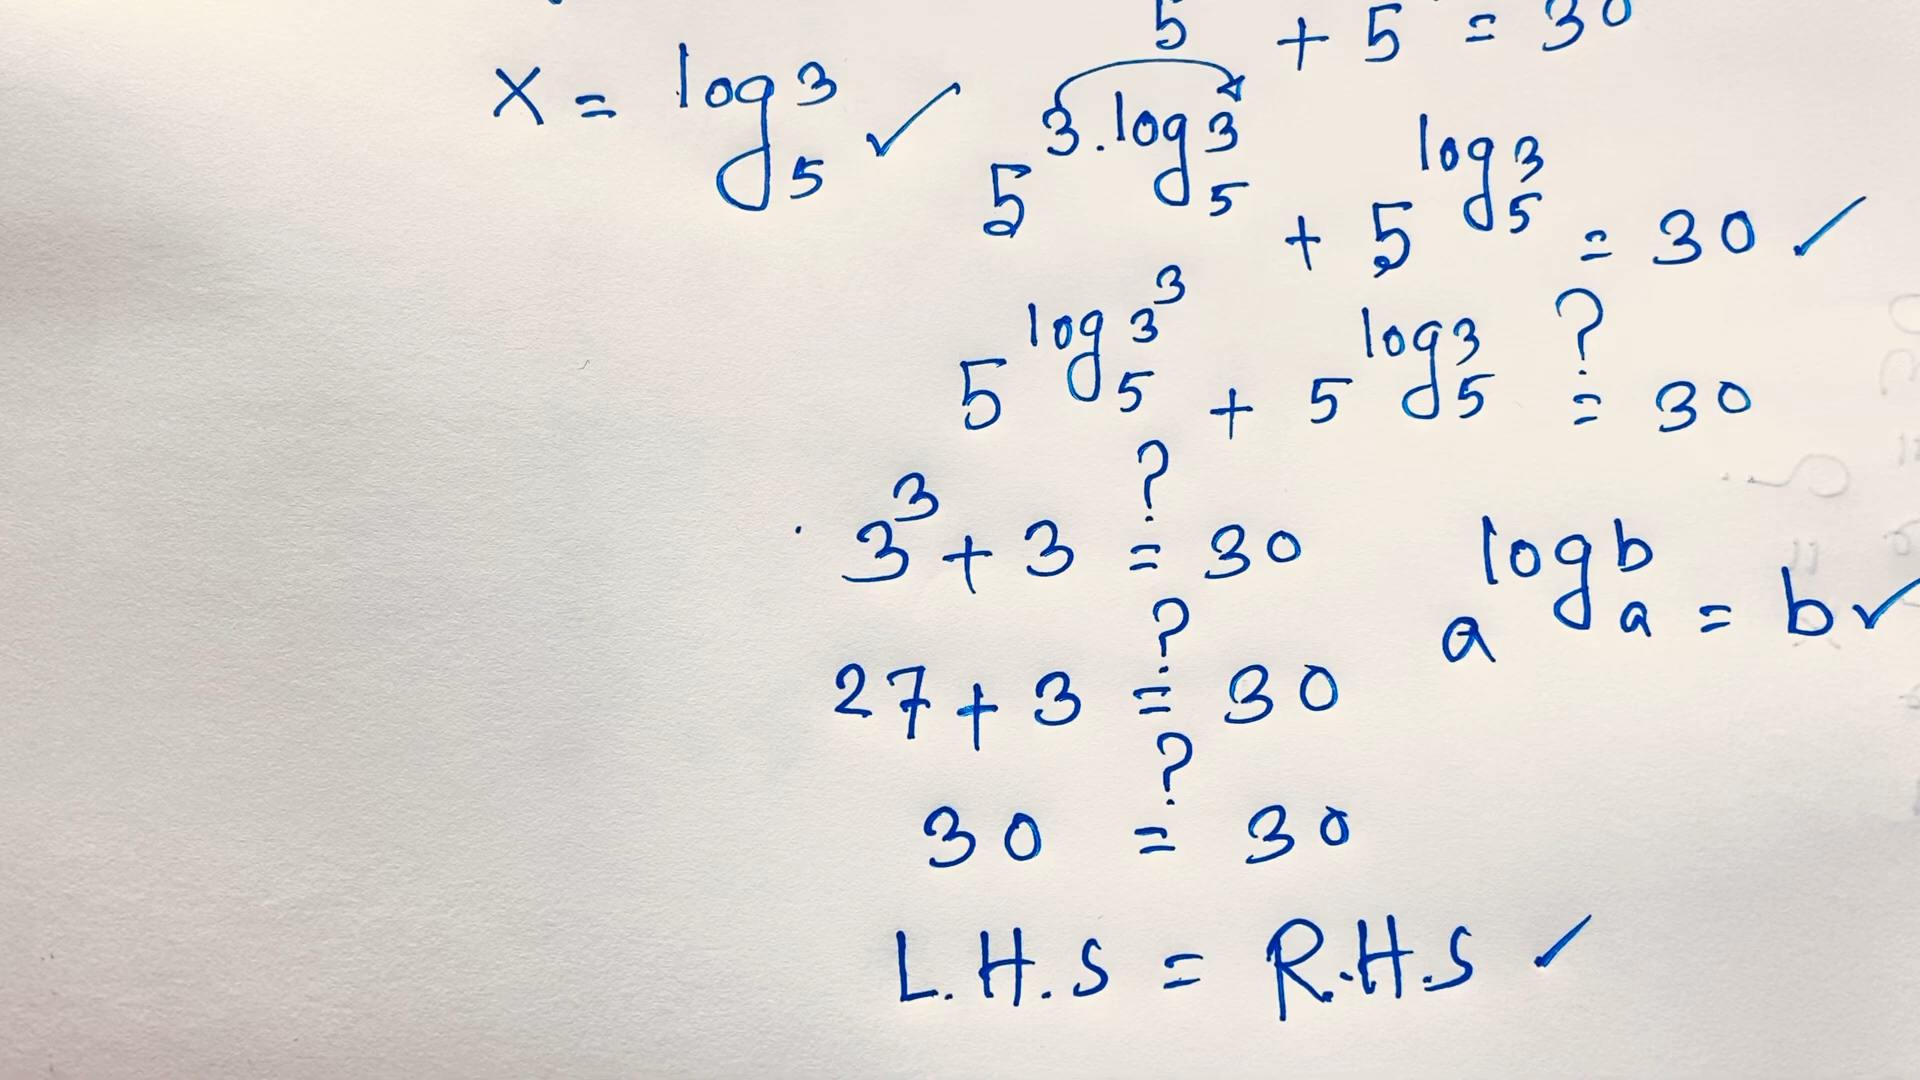 5 + 5 = 30
x = log₅3 ✓
5^(3.log₅3) + 5^(log₅3) = 30 ✓
5^(log₅3³) + 5^(log₅3) ?= 30
3³ + 3 ?= 30
a^(logₐb) = b ✓
27 + 3 ?= 30
30 ?= 30
L.H.S = R.H.S ✓